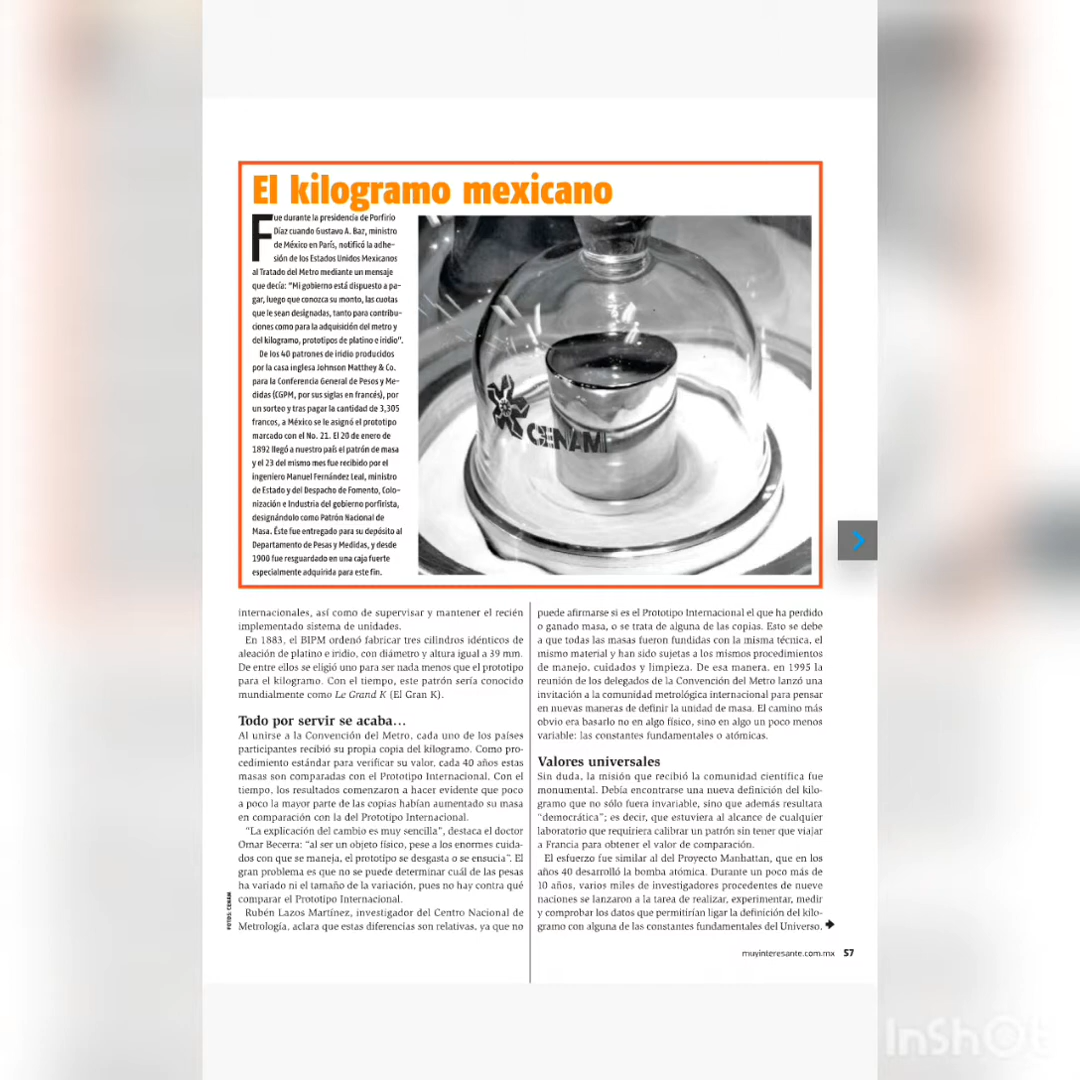 El kilogramo mexicano
Fue durante la presidencia de Porfirio
Díaz cuando Gustavo A. Baz, ministro
de México en París, notificó la adhe-
sión de los Estados Unidos Mexicanos
al Tratado del Metro mediante un mensaje
que decía: "Mi gobierno está dispuesto a pa-
gar, luego que conozca su monto, las cuotas
que le sean designadas, tanto para contribu-
ciones como para la adquisición del metro y
del kilogramo, prototipos de platino e iridio".
De los 40 patrones de iridio producidos
por la casa inglesa Johnson Matthey & Co.
para la Conferencia General de Pesos y Me-
didas (CGPM, por sus siglas en francés), por
un sorteo y tras pagar la cantidad de 3,305
francos, a México se le asignó el prototipo
marcado con el No. 21. El 20 de enero de
1892 llegó a nuestro país el patrón de masa
y el 23 del mismo mes fue recibido por el
ingeniero Manuel Fernández Leal, ministro
de Estado y del Despacho de Fomento, Colo-
nización e Industria del gobierno porfirista,
designándolo como Patrón Nacional de
Masa. Éste fue entregado para su depósito al
Departamento de Pesas y Medidas, y desde
1900 fue resguardado en una caja fuerte
especialmente adquirida para este fin.
CENAM
internacionales, así como de supervisar y mantener el recién
implementado sistema de unidades.
En 1883, el BIPM ordenó fabricar tres cilindros idénticos de
aleación de platino e iridio, con diámetro y altura igual a 39 mm.
De entre ellos se eligió uno para ser nada menos que el prototipo
para el kilogramo. Con el tiempo, este patrón sería conocido
mundialmente como Le Grand K (El Gran K).
Todo por servir se acaba...
Al unirse a la Convención del Metro, cada uno de los países
participantes recibió su propia copia del kilogramo. Como pro-
cedimiento estándar para verificar su valor, cada 40 años estas
masas son comparadas con el Prototipo Internacional. Con el
tiempo, los resultados comenzaron a hacer evidente que poco
a poco la mayor parte de las copias habían aumentado su masa
en comparación con la del Prototipo Internacional.
"La explicación del cambio es muy sencilla", destaca el doctor
Omar Becerra: "al ser un objeto físico, pese a los enormes cuida-
dos con que se maneja, el prototipo se desgasta o se ensucia". El
gran problema es que no se puede determinar cuál de las pesas
ha variado ni el tamaño de la variación, pues no hay contra qué
comparar el Prototipo Internacional.
Rubén Lazos Martínez, investigador del Centro Nacional de
Metrología, aclara que estas diferencias son relativas, ya que no
FOTOS: CENAM
puede afirmarse si es el Prototipo Internacional el que ha perdido
o ganado masa, o se trata de alguna de las copias. Esto se debe
a que todas las masas fueron fundidas con la misma técnica, el
mismo material y han sido sujetas a los mismos procedimientos
de manejo, cuidados y limpieza. De esa manera, en 1995 la
reunión de los delegados de la Convención del Metro lanzó una
invitación a la comunidad metrológica internacional para pensar
en nuevas maneras de definir la unidad de masa. El camino más
obvio era basarlo no en algo físico, sino en algo un poco menos
variable: las constantes fundamentales o atómicas.
Valores universales
Sin duda, la misión que recibió la comunidad científica fue
monumental. Debía encontrarse una nueva definición del kilo-
gramo que no sólo fuera invariable, sino que además resultara
"democrática"; es decir, que estuviera al alcance de cualquier
laboratorio que requiriera calibrar un patrón sin tener que viajar
a Francia para obtener el valor de comparación.
El esfuerzo fue similar al del Proyecto Manhattan, que en los
años 40 desarrolló la bomba atómica. Durante un poco más de
10 años, varios miles de investigadores procedentes de nueve
naciones se lanzaron a la tarea de realizar, experimentar, medir
y comprobar los datos que permitirían ligar la definición del kilo-
gramo con alguna de las constantes fundamentales del Universo.
muyinteresante.com.mx 57
InShOt